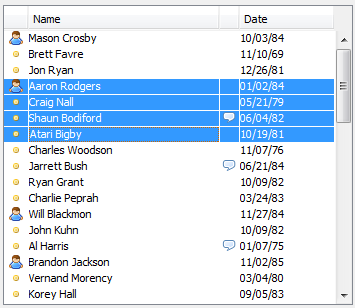 Name Date
Mason Crosby 10/03/84
Brett Favre 11/10/69
Jon Ryan 12/26/81
Aaron Rodgers 01/02/84
Craig Nall 05/21/79
Shaun Bodiford 06/04/82
Atari Bigby 10/19/81
Charles Woodson 11/07/76
Jarrett Bush 06/21/84
Ryan Grant 10/09/82
Charlie Peprah 03/24/83
Will Blackmon 11/27/84
John Kuhn 10/09/82
Al Harris 01/07/75
Brandon Jackson 11/02/85
Vernand Morency 03/04/80
Korey Hall 09/05/83